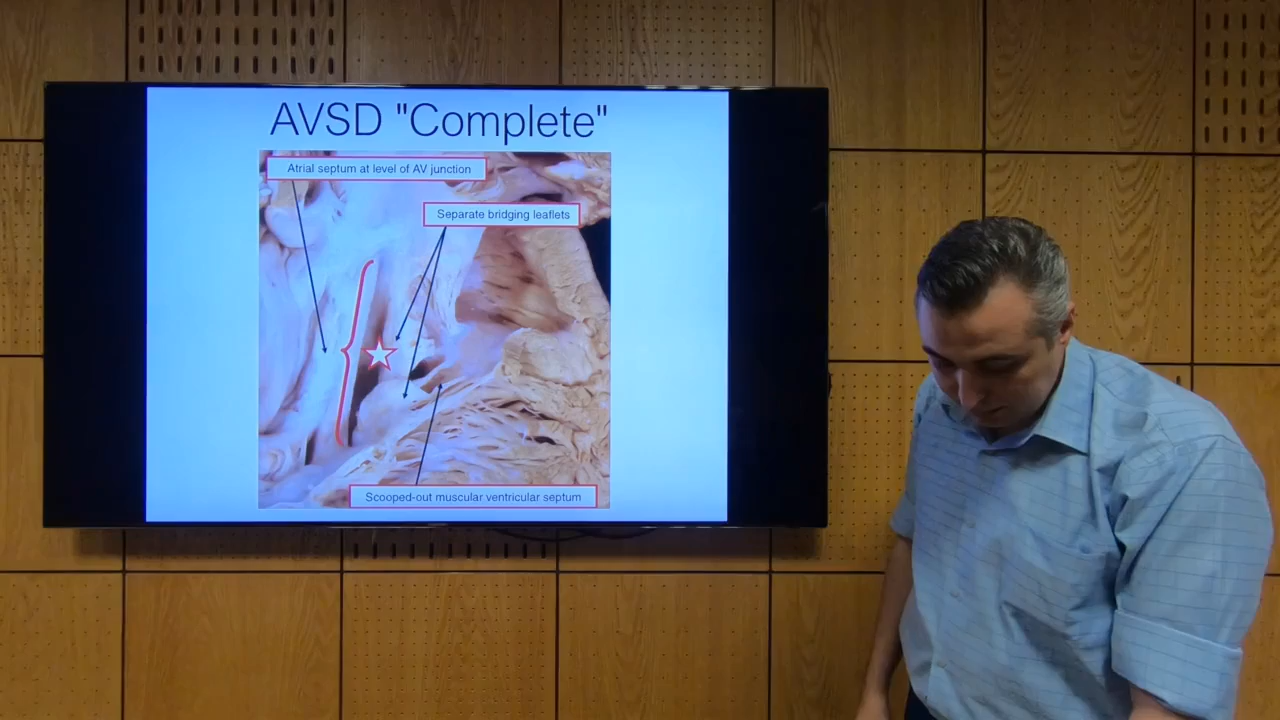 AVSD "Complete"
Atrial septum at level of AV junction
Separate bridging leaflets
Scooped-out muscular ventricular septum